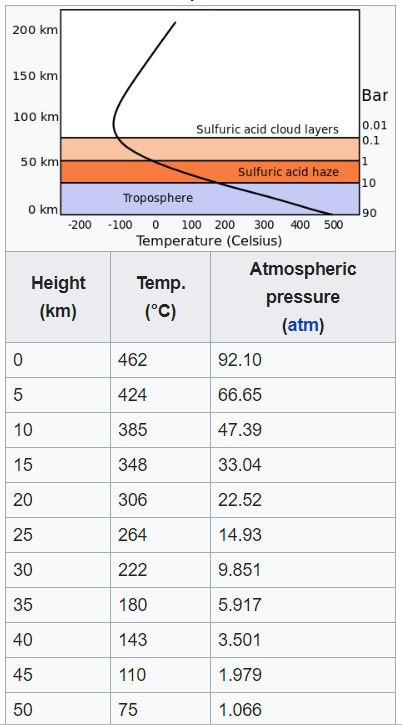 200 km
150 km
Bar
100 km
Sulfuric acid cloud layers
0.01
0.1
50 km
1
Sulfuric acid haze
10
Troposphere
0 km
90
-200 -100 0 100 200 300 400 500
Temperature (Celsius)
Height
(km)
Temp.
(°C)
Atmospheric
pressure
(atm)
0 462 92.10
5 424 66.65
10 385 47.39
15 348 33.04
20 306 22.52
25 264 14.93
30 222 9.851
35 180 5.917
40 143 3.501
45 110 1.979
50 75 1.066